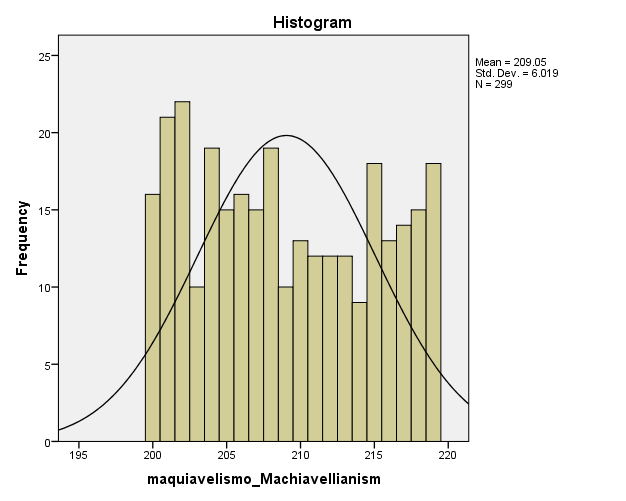 Histogram
Mean = 209.05
Std. Dev. = 6.019
N = 299
25
20
15
10
5
0
Frequency
195 200 205 210 215 220
maquiavelismo_Machiavellianism